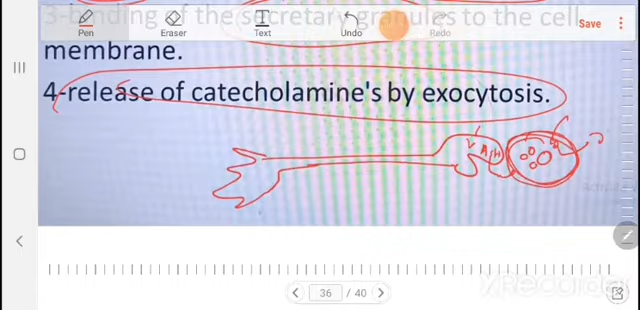 3-binding of the secretary granules to the cell
Pen
Eraser
Text
Undo
Redo
Save
membrane.
4-release of catecholamine's by exocytosis.
36 / 40
XRecorder